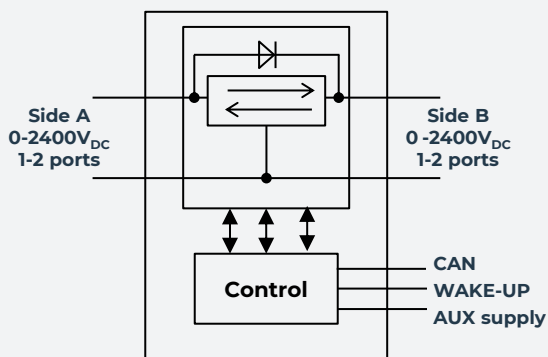 Side A
0-2400VDC
1-2 ports
Side B
0 -2400VDC
1-2 ports
Control
CAN
WAKE-UP
AUX supply